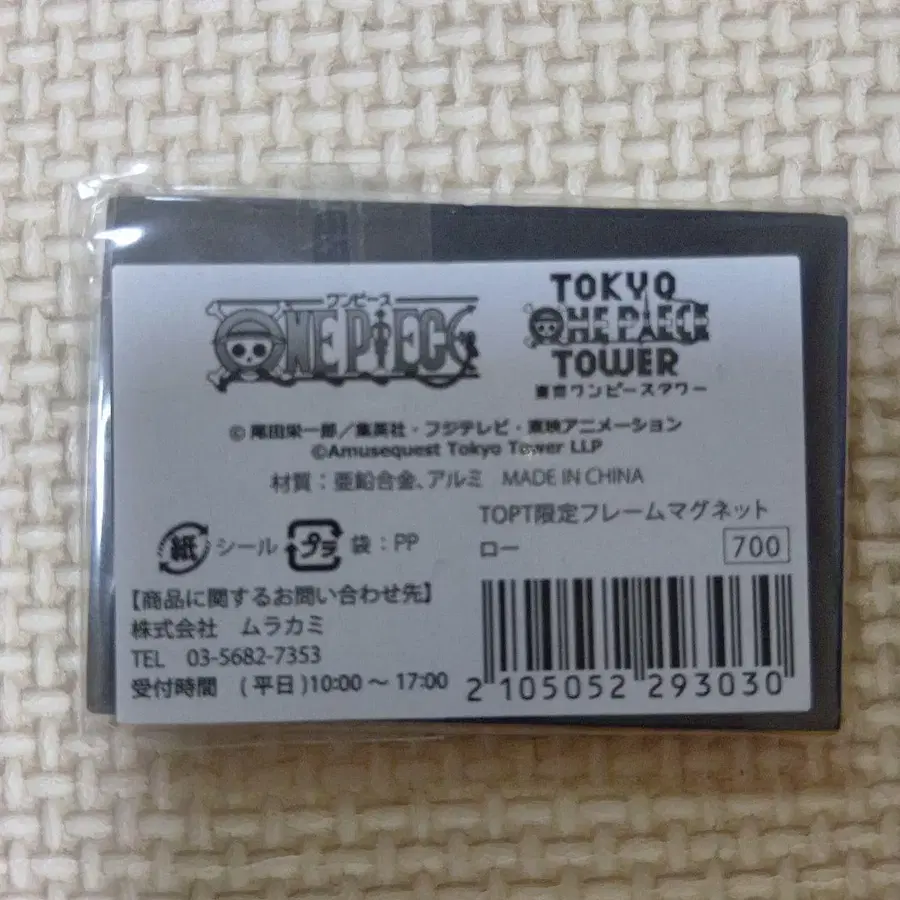 ワンピース
ONE PIECE
TOKYO
ONE PIECE
TOWER
東京ワンピースタワー
© 尾田栄一郎／集英社・フジテレビ・東映アニメーション
©Amusequest Tokyo Tower LLP
材質：亜鉛合金、アルミ MADE IN CHINA
紙 シール プラ 袋：PP
TOPT限定フレームマグネット
ロー 700
【商品に関するお問い合わせ先】
株式会社 ムラカミ
TEL 03-5682-7353
受付時間 (平日)10:00 ～ 17:00
2 105052 293030